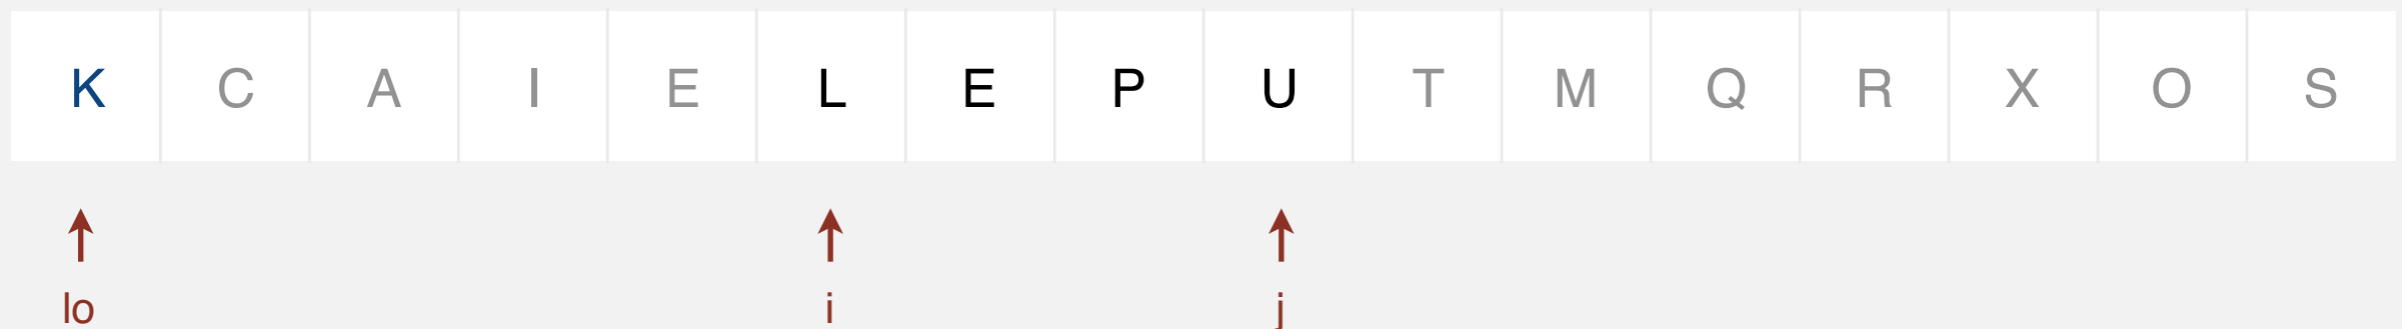 K C A I E L E P U T M Q R X O S
lo i j